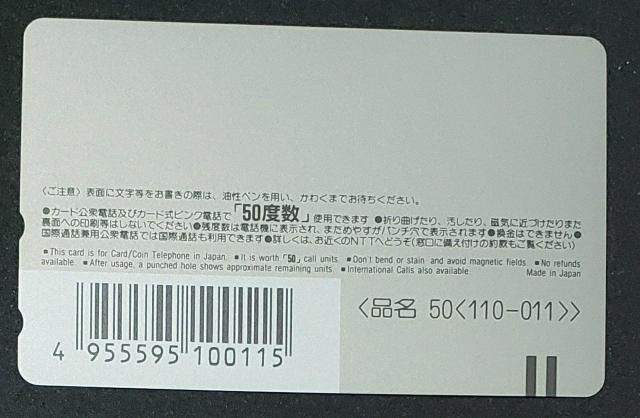 〈ご注意〉表面に文字等をお書きの際は、油性ペンを用い、かわくまでお待ちください。
●カード公衆電話及びカード式ピンク電話で「50度数」使用できます ●折り曲げたり、汚したり、磁気に近づけたりまた
裏面への印刷等はしないでください●残度数は電話機に表示され、まためやすがパンチ穴で表示されます●換金はできません●
国際通話兼用公衆電話では国際通話も利用できます●詳しくは、お近くのNTTへどうぞ(窓口に備え付けの約款もご覧ください)
■This card is for Card/Coin Telephone in Japan. ■It is worth「50」call units. ■Don't bend or stain and avoid magnetic fields. ■No refunds
available. ■After usage, a punched hole shows approximate remaining units. ■International Calls also available. Made in Japan
〈品名 50〈110-011〉〉
4 955595 100115